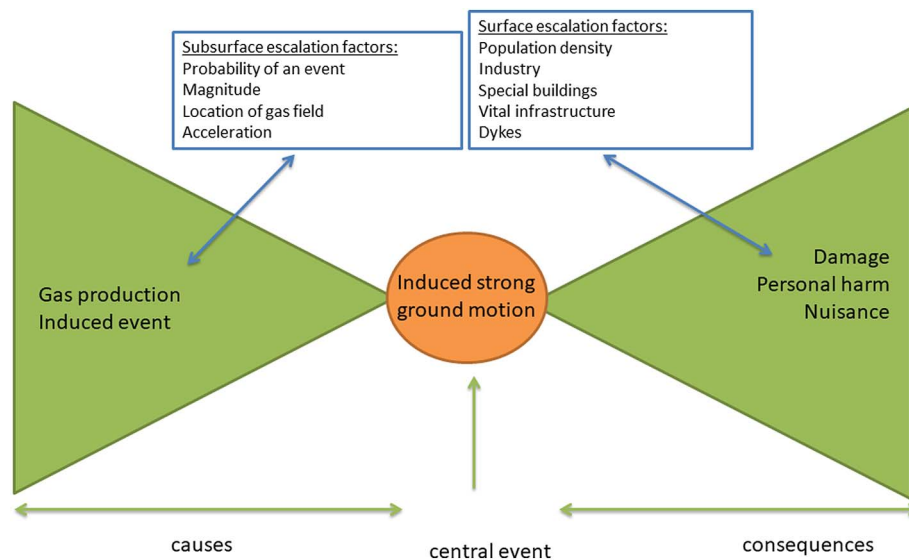 Subsurface escalation factors:
Probability of an event
Magnitude
Location of gas field
Acceleration
Surface escalation factors:
Population density
Industry
Special buildings
Vital infrastructure
Dykes
Gas production
Induced event
Induced strong
ground motion
Damage
Personal harm
Nuisance
causes
central event
consequences